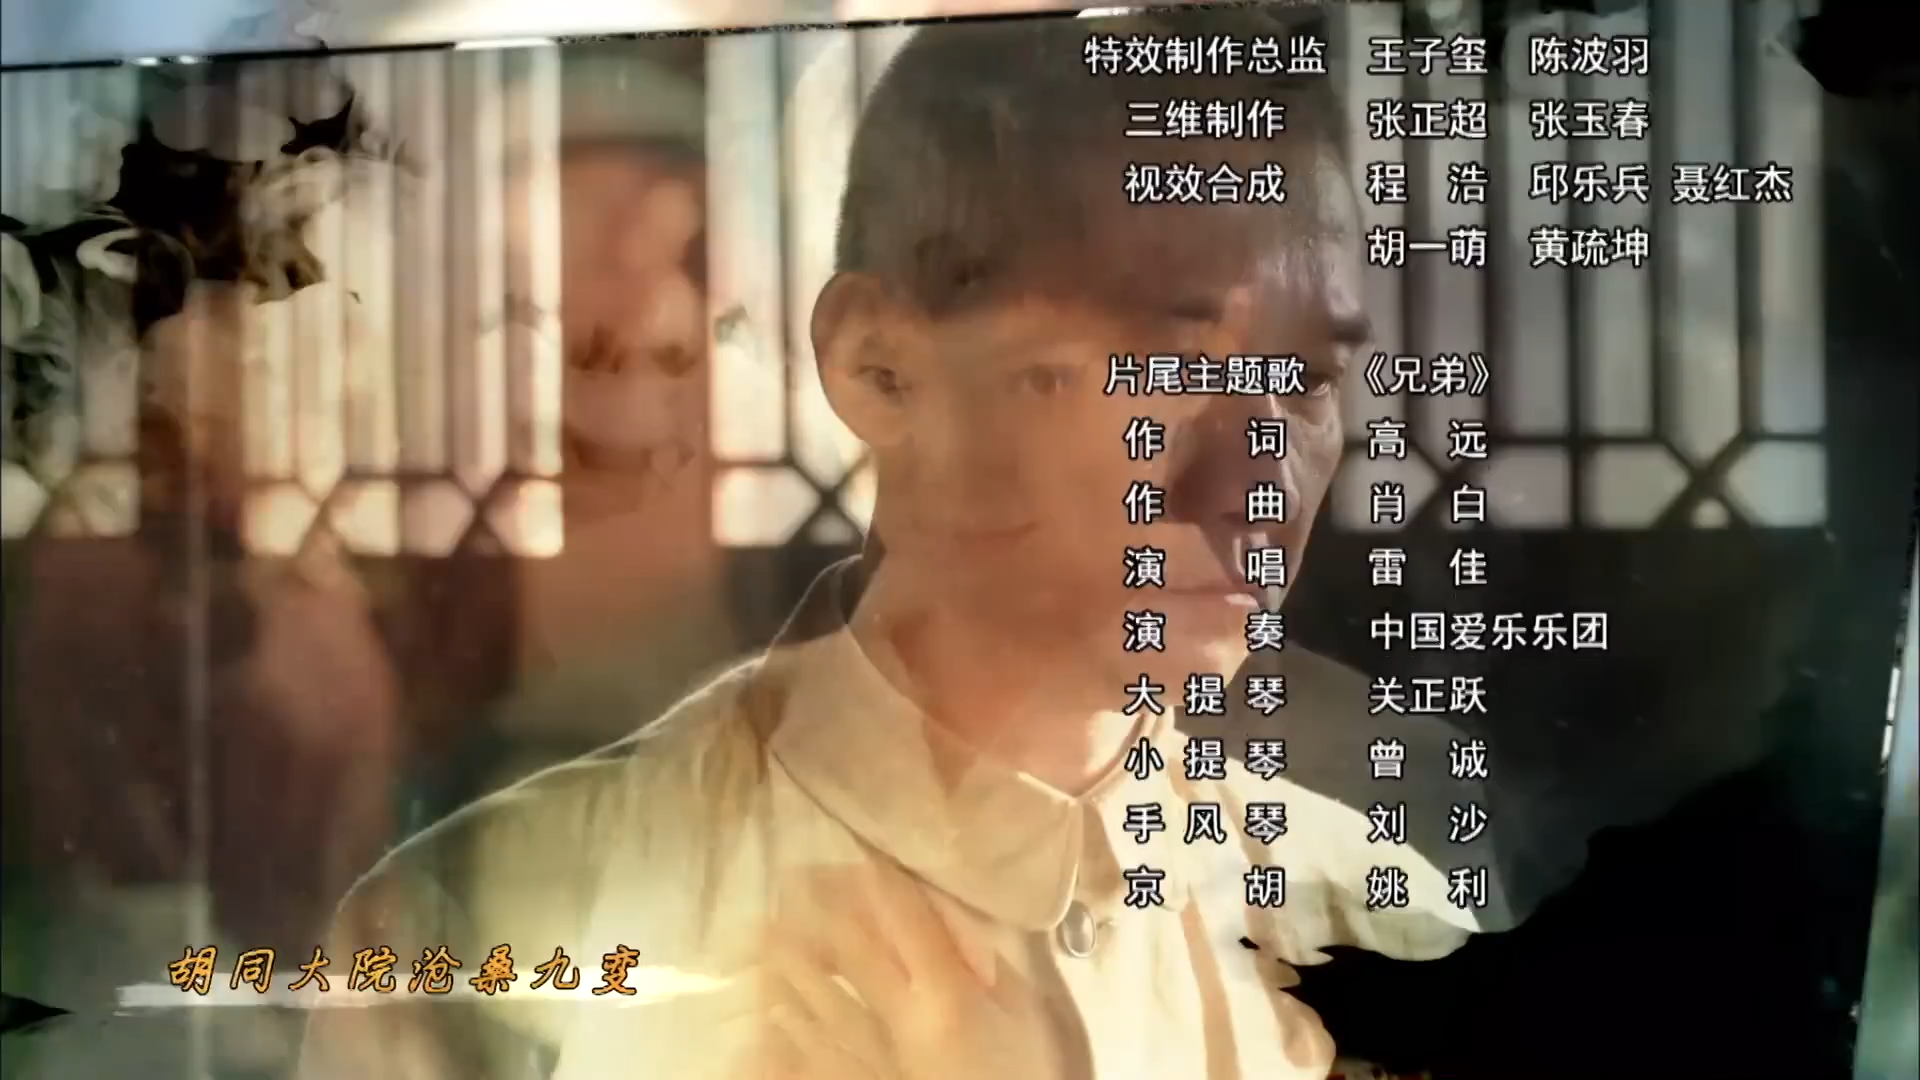 特效制作总监 王子玺 陈波羽
三维制作 张正超 张玉春
视效合成 程 浩 邱乐兵 聂红杰
胡一萌 黄疏坤
片尾主题歌 《兄弟》
作 词 高 远
作 曲 肖 白
演 唱 雷 佳
演 奏 中国爱乐乐团
大 提 琴 关正跃
小 提 琴 曾 诚
手 风 琴 刘 沙
京 胡 姚 利
胡同大院沧桑九变